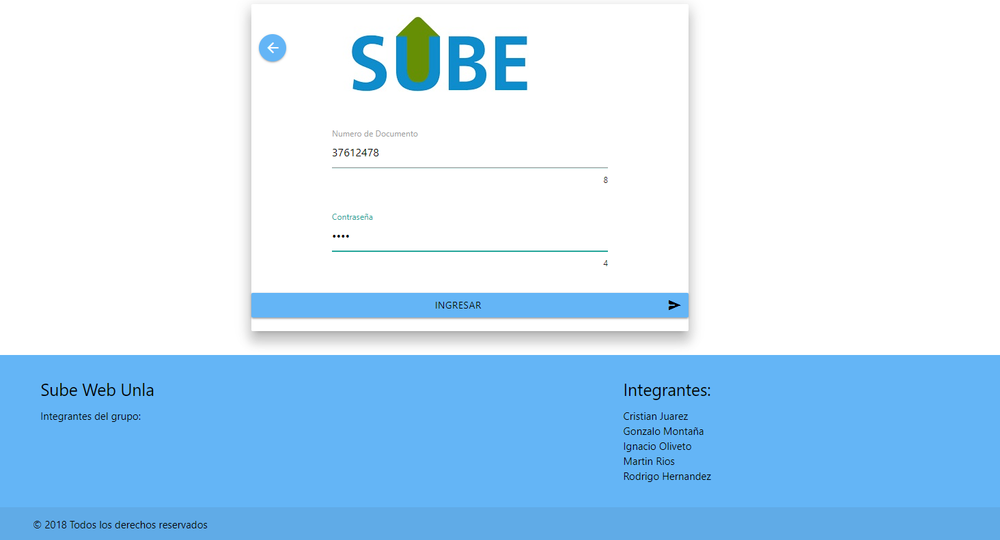 SUBE
Numero de Documento
37612478
8
Contraseña
••••
4
INGRESAR
Sube Web Unla
Integrantes del grupo:
Integrantes:
Cristian Juarez
Gonzalo Montaña
Ignacio Oliveto
Martin Rios
Rodrigo Hernandez
© 2018 Todos los derechos reservados